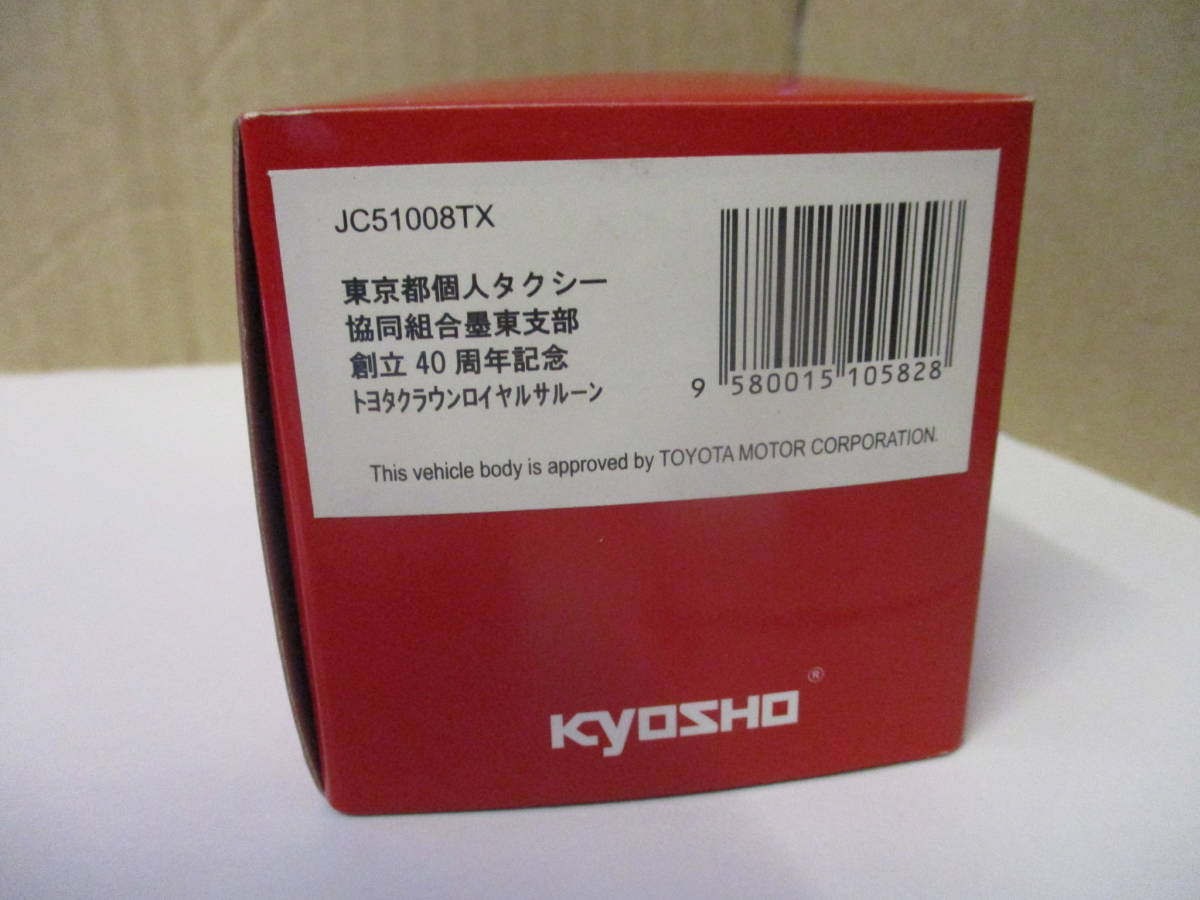 JC51008TX
東京都個人タクシー
協同組合墨東支部
創立 40 周年記念
トヨタクラウンロイヤルサルーン
9 580015 105828
This vehicle body is approved by TOYOTA MOTOR CORPORATION.
KYOSHO ®